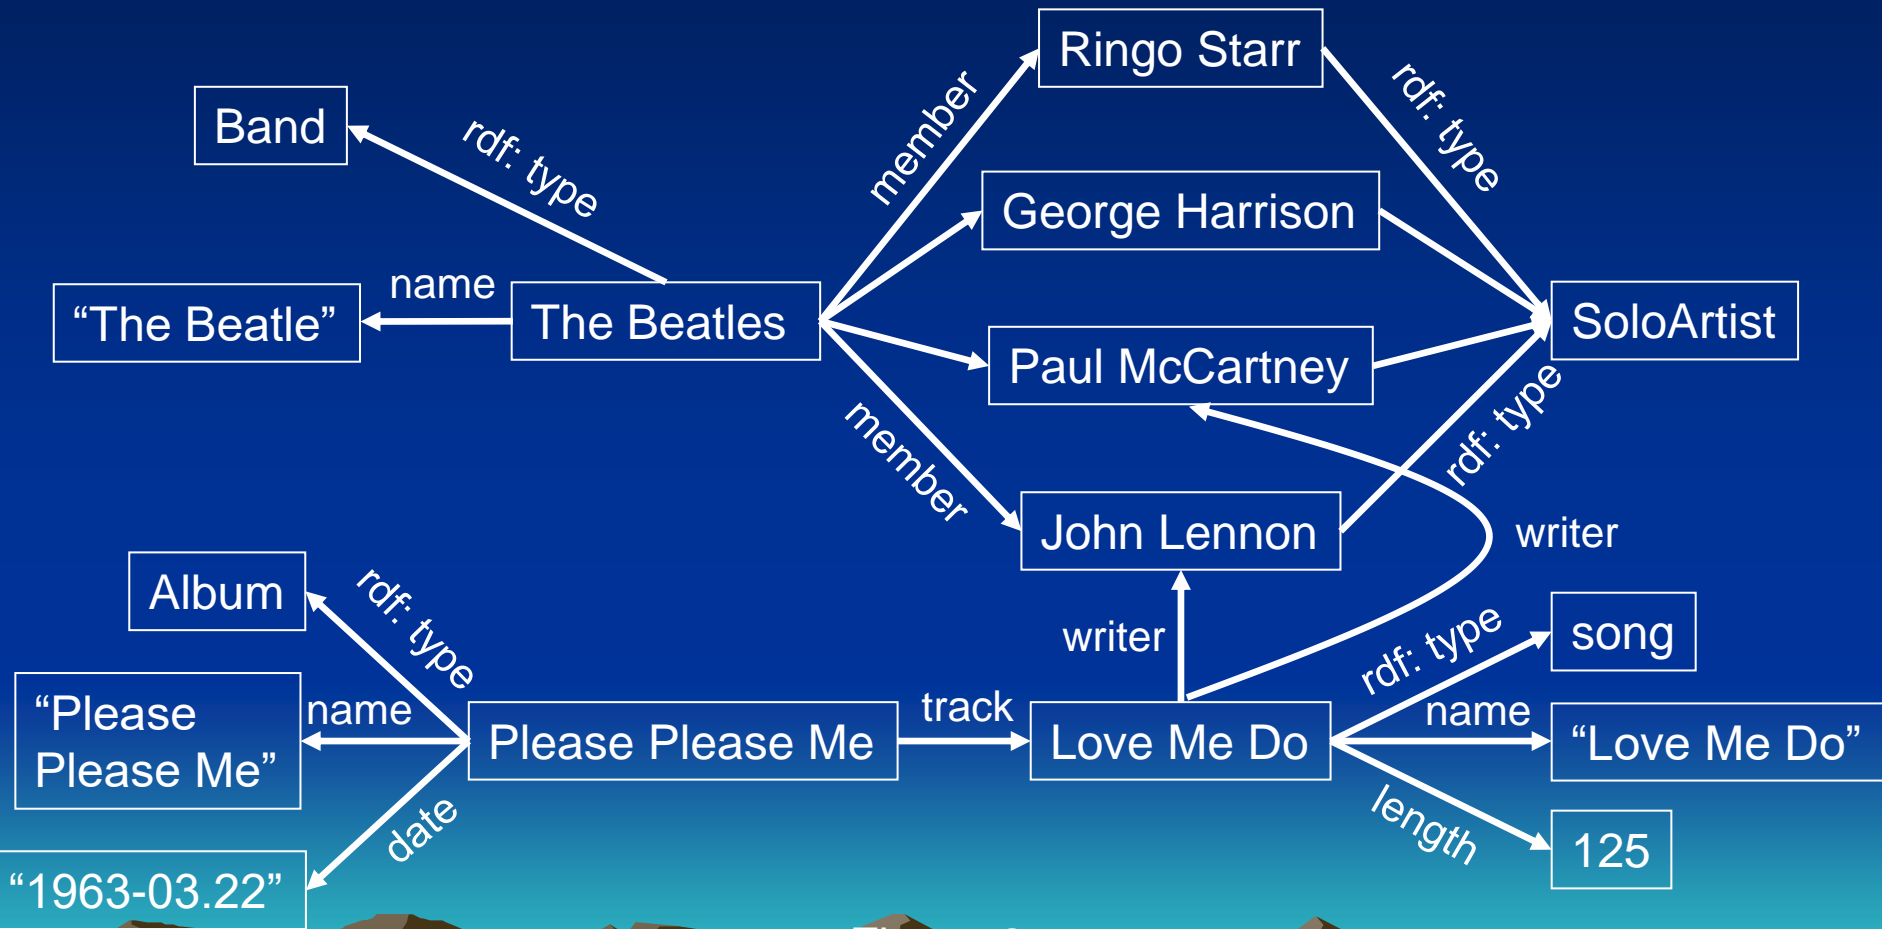 Ringo Starr
Band
rdf: type
member
rdf: type
George Harrison
name
"The Beatle"
The Beatles
SoloArtist
Paul McCartney
member
rdf: type
John Lennon
writer
Album
rdf: type
writer
rdf: type
song
"Please
Please Me"
name
Please Please Me
track
Love Me Do
name
"Love Me Do"
date
length
125
"1963-03.22"